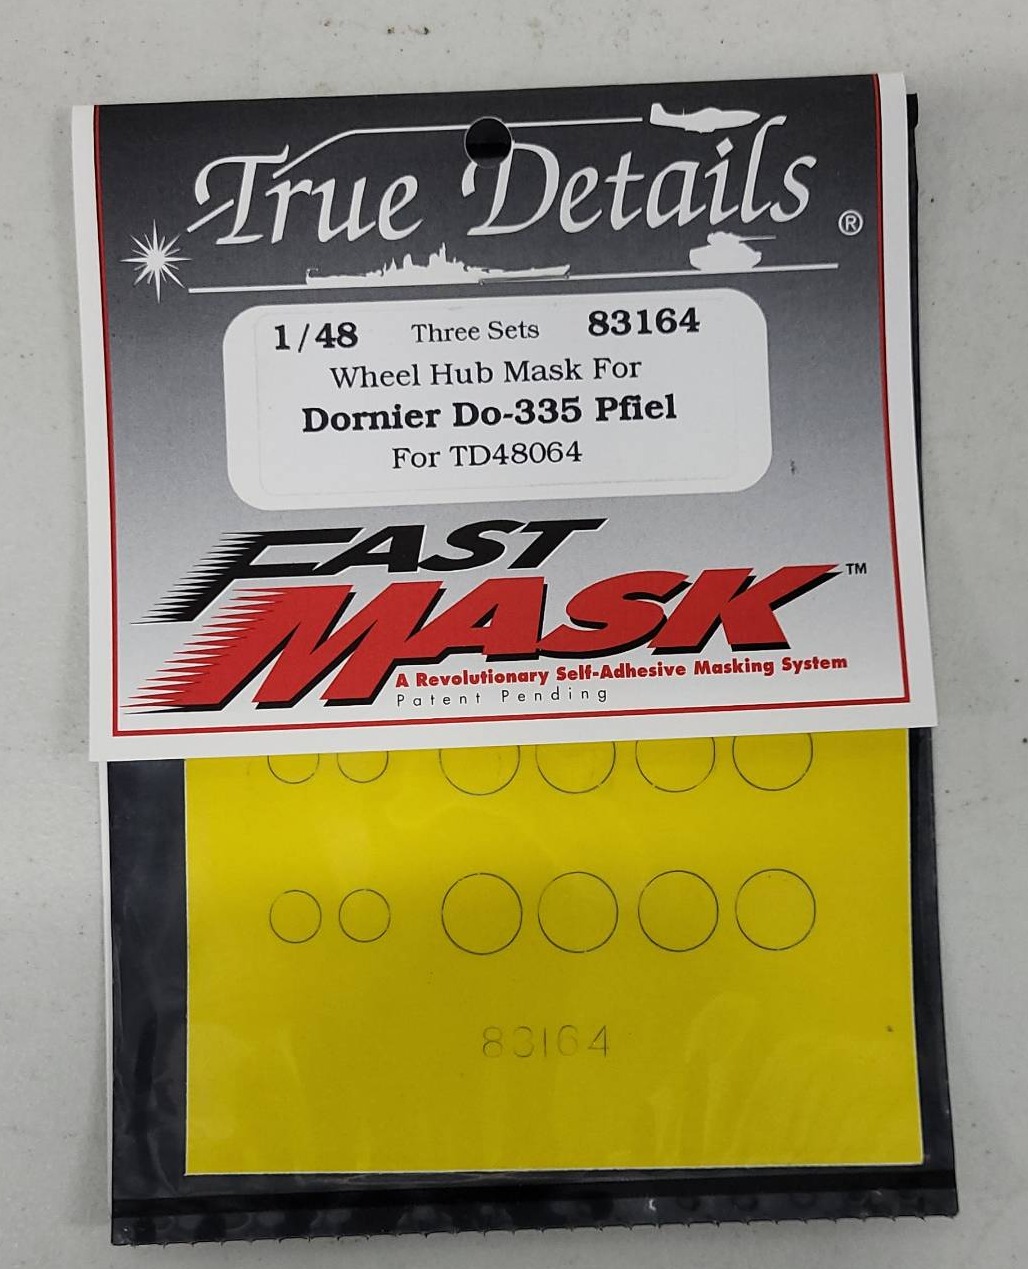 True Details ®
1/48 Three Sets 83164
Wheel Hub Mask For
Dornier Do-335 Pfiel
For TD48064
FAST
MASK ™
A Revolutionary Self-Adhesive Masking System
Patent Pending
83164